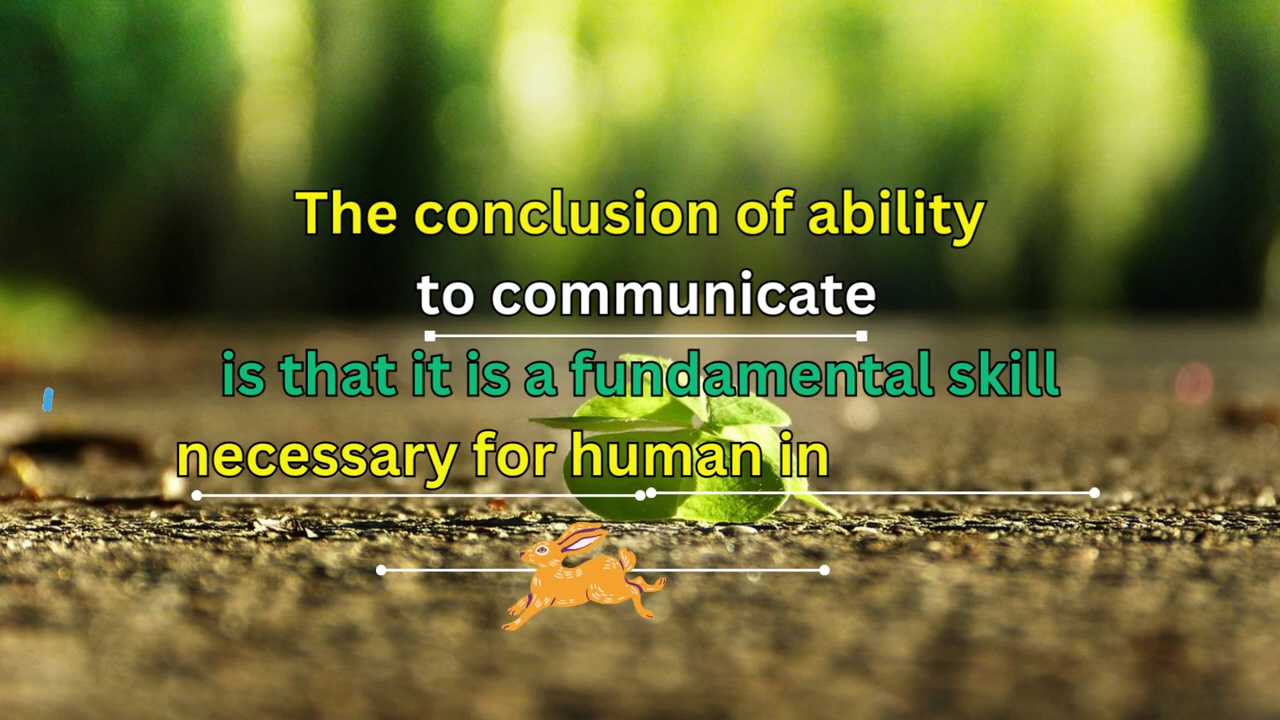 The conclusion of ability
to communicate
is that it is a fundamental skill
necessary for human in